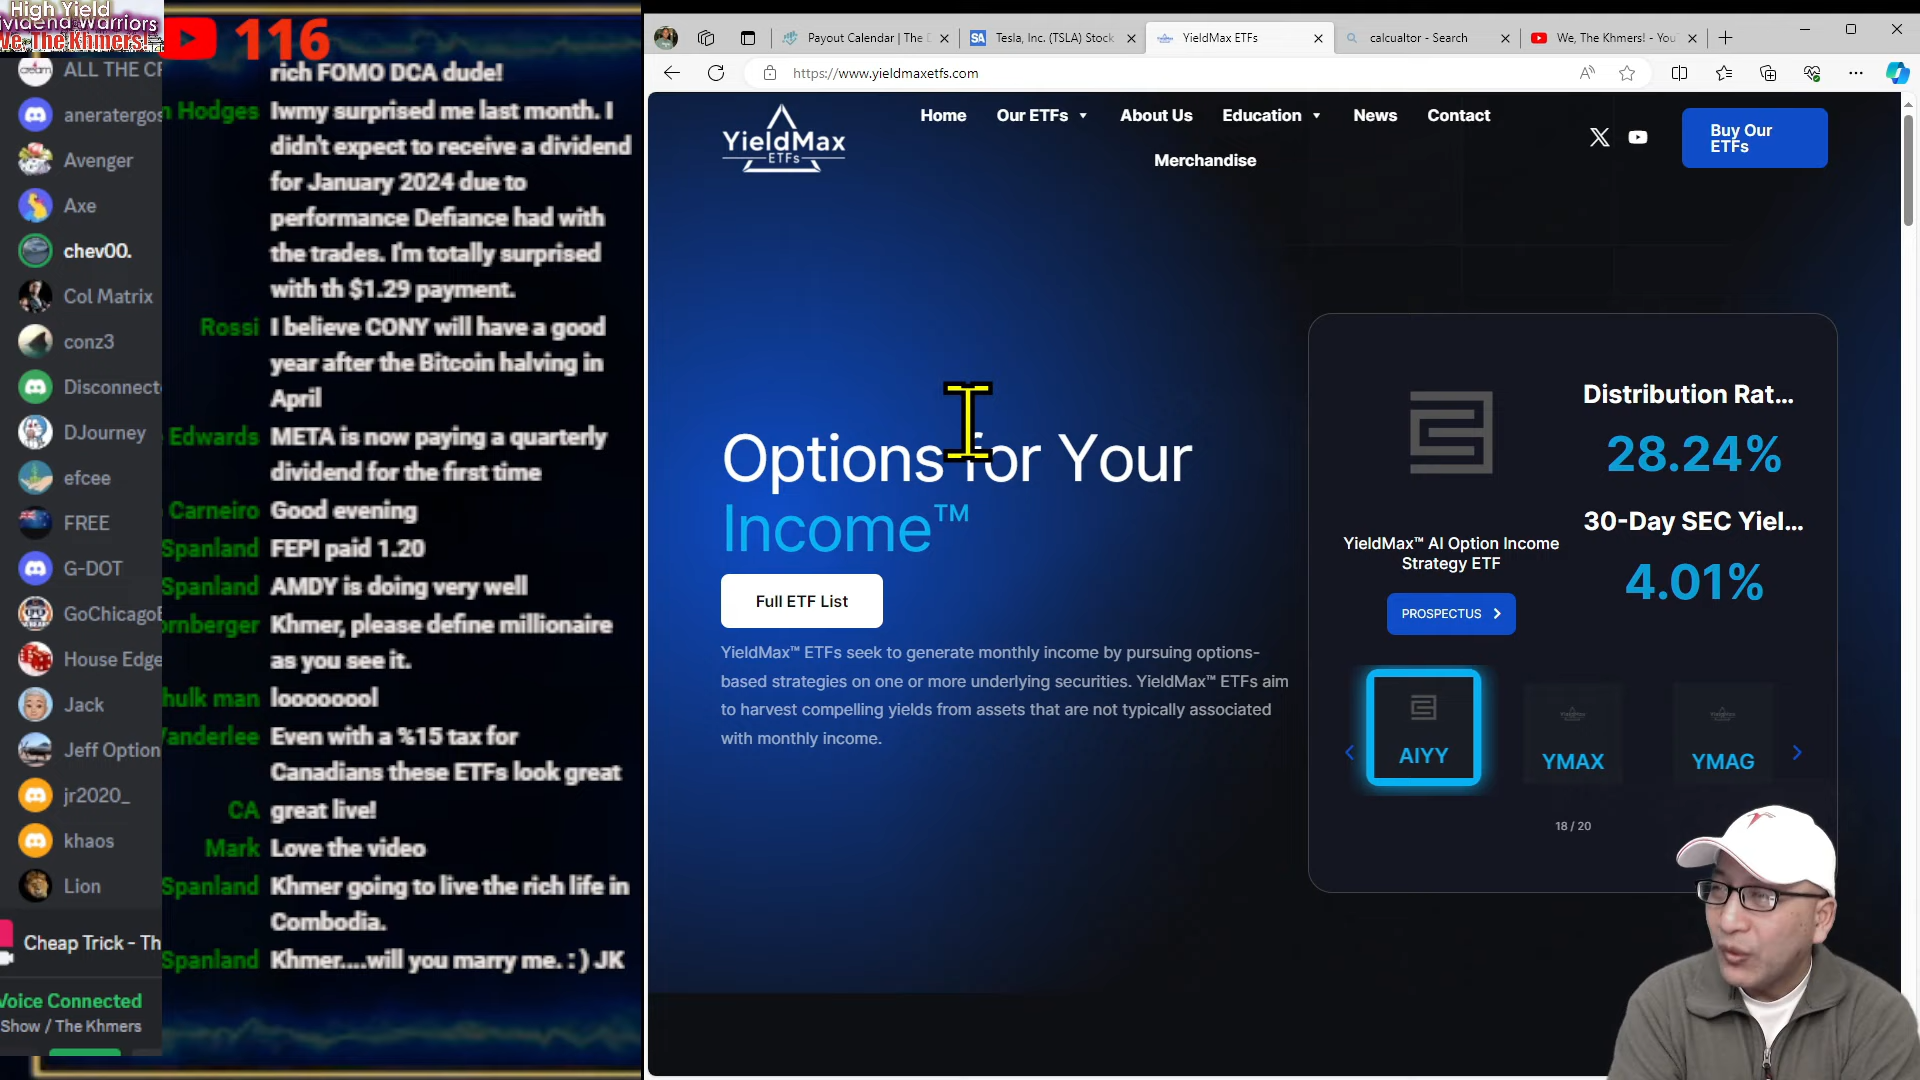 High Yield
Dividend Warriors
We, The Khmers!
116
ALL THE CR
aneratergos
Avenger
Axe
chev00.
Col Matrix
conz3
Disconnect
DJourney
efcee
FREE
G-DOT
GoChicago
House Edge
Jack
Jeff Option
jr2020_
khaos
Lion
Cheap Trick - Th
Voice Connected
Show / The Khmers
rich FOMO DCA dude!
Hodges Iwmy surprised me last month. I
didn't expect to receive a dividend
for January 2024 due to
performance Defiance had with
the trades. I'm totally surprised
with th $1.29 payment.
Rossi I believe CONY will have a good
year after the Bitcoin halving in
April
Edwards META is now paying a quarterly
dividend for the first time
Carneiro Good evening
Spanland FEPI paid 1.20
Spanland AMDY is doing very well
ornberger Khmer, please define millionaire
as you see it.
hulk man loooooool
Vanderlee Even with a %15 tax for
Canadians these ETFs look great
CA great live!
Mark Love the video
Spanland Khmer going to live the rich life in
Combodia.
Spanland Khmer....will you marry me. : ) JK
Payout Calendar | The D
SA Tesla, Inc. (TSLA) Stock
YieldMax ETFs
calcualtor - Search
We, The Khmers! - You
https://www.yieldmaxetfs.com
YieldMax
ETFs
Home Our ETFs About Us Education News Contact
Merchandise
Buy Our
ETFs
Options for Your
Income™
Full ETF List
YieldMax™ ETFs seek to generate monthly income by pursuing options-
based strategies on one or more underlying securities. YieldMax™ ETFs aim
to harvest compelling yields from assets that are not typically associated
with monthly income.
Distribution Rat...
28.24%
30-Day SEC Yiel...
4.01%
YieldMax™ AI Option Income
Strategy ETF
PROSPECTUS
AIYY
YMAX
YMAG
18 / 20